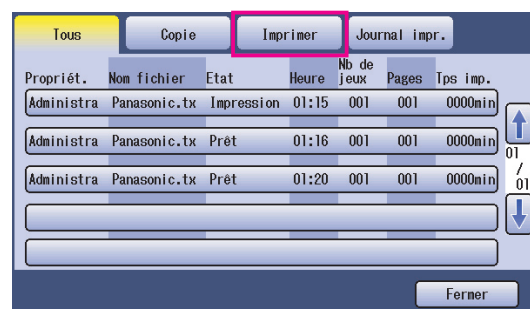 Tous Copie Imprimer Journal impr.
Propriét. Nom fichier Etat Heure Nb de jeux Pages Tps imp.
Administra Panasonic.tx Impression 01:15 001 001 0000min
Administra Panasonic.tx Prêt 01:16 001 001 0000min
Administra Panasonic.tx Prêt 01:20 001 001 0000min
01
/
01
Fermer